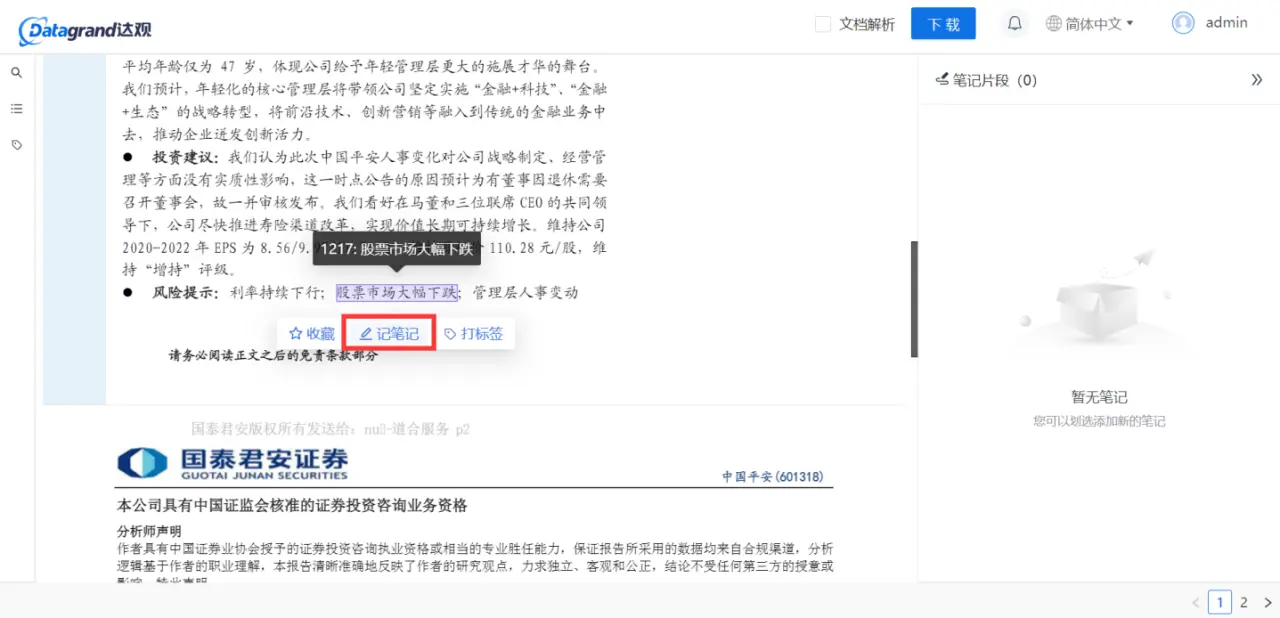 Datagrand达观
文档解析
下 载
简体中文
admin
平均年龄仅为 47 岁，体现公司给予年轻管理层更大的施展才华的舞台。
我们预计，年轻化的核心管理层将带领公司坚定实施“金融+科技”、“金融
+生态”的战略转型，将前沿技术、创新营销等融入到传统的金融业务中
去，推动企业迸发创新活力。
● 投资建议：我们认为此次中国平安人事变化对公司战略制定、经营管
理等方面没有实质性影响，这一时点公告的原因预计为有董事因退休需要
召开董事会，故一并审核发布。我们看好在马董和三位联席 CEO 的共同领
导下，公司尽快推进寿险渠道改革，实现价值长期可持续增长。维持公司
2020-2022 年 EPS 为 8.56/9.9
110.28 元/股，维
持“增持”评级。
1217: 股票市场大幅下跌
● 风险提示：利率持续下行；股票市场大幅下跌；管理层人事变动
收藏
记笔记
打标签
请务必阅读正文之后的免责条款部分
国泰君安版权所有发送给：nu-道合服务 p2
国泰君安证券
GUOTAI JUNAN SECURITIES
中国平安(601318)
本公司具有中国证监会核准的证券投资咨询业务资格
分析师声明
作者具有中国证券业协会授予的证券投资咨询执业资格或相当的专业胜任能力，保证报告所采用的数据均来自合规渠道，分析
逻辑基于作者的职业理解，本报告清晰准确地反映了作者的研究观点，力求独立、客观和公正，结论不受任何第三方的授意或
影响，特此声明
笔记片段（0）
暂无笔记
您可以划选添加新的笔记
1 2